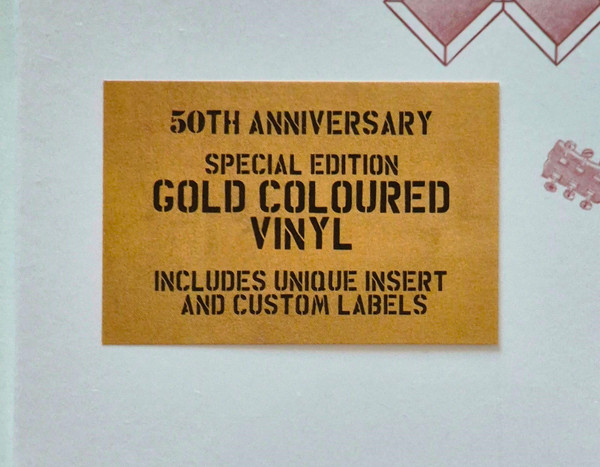 50TH ANNIVERSARY
SPECIAL EDITION
GOLD COLOURED
VINYL
INCLUDES UNIQUE INSERT
AND CUSTOM LABELS